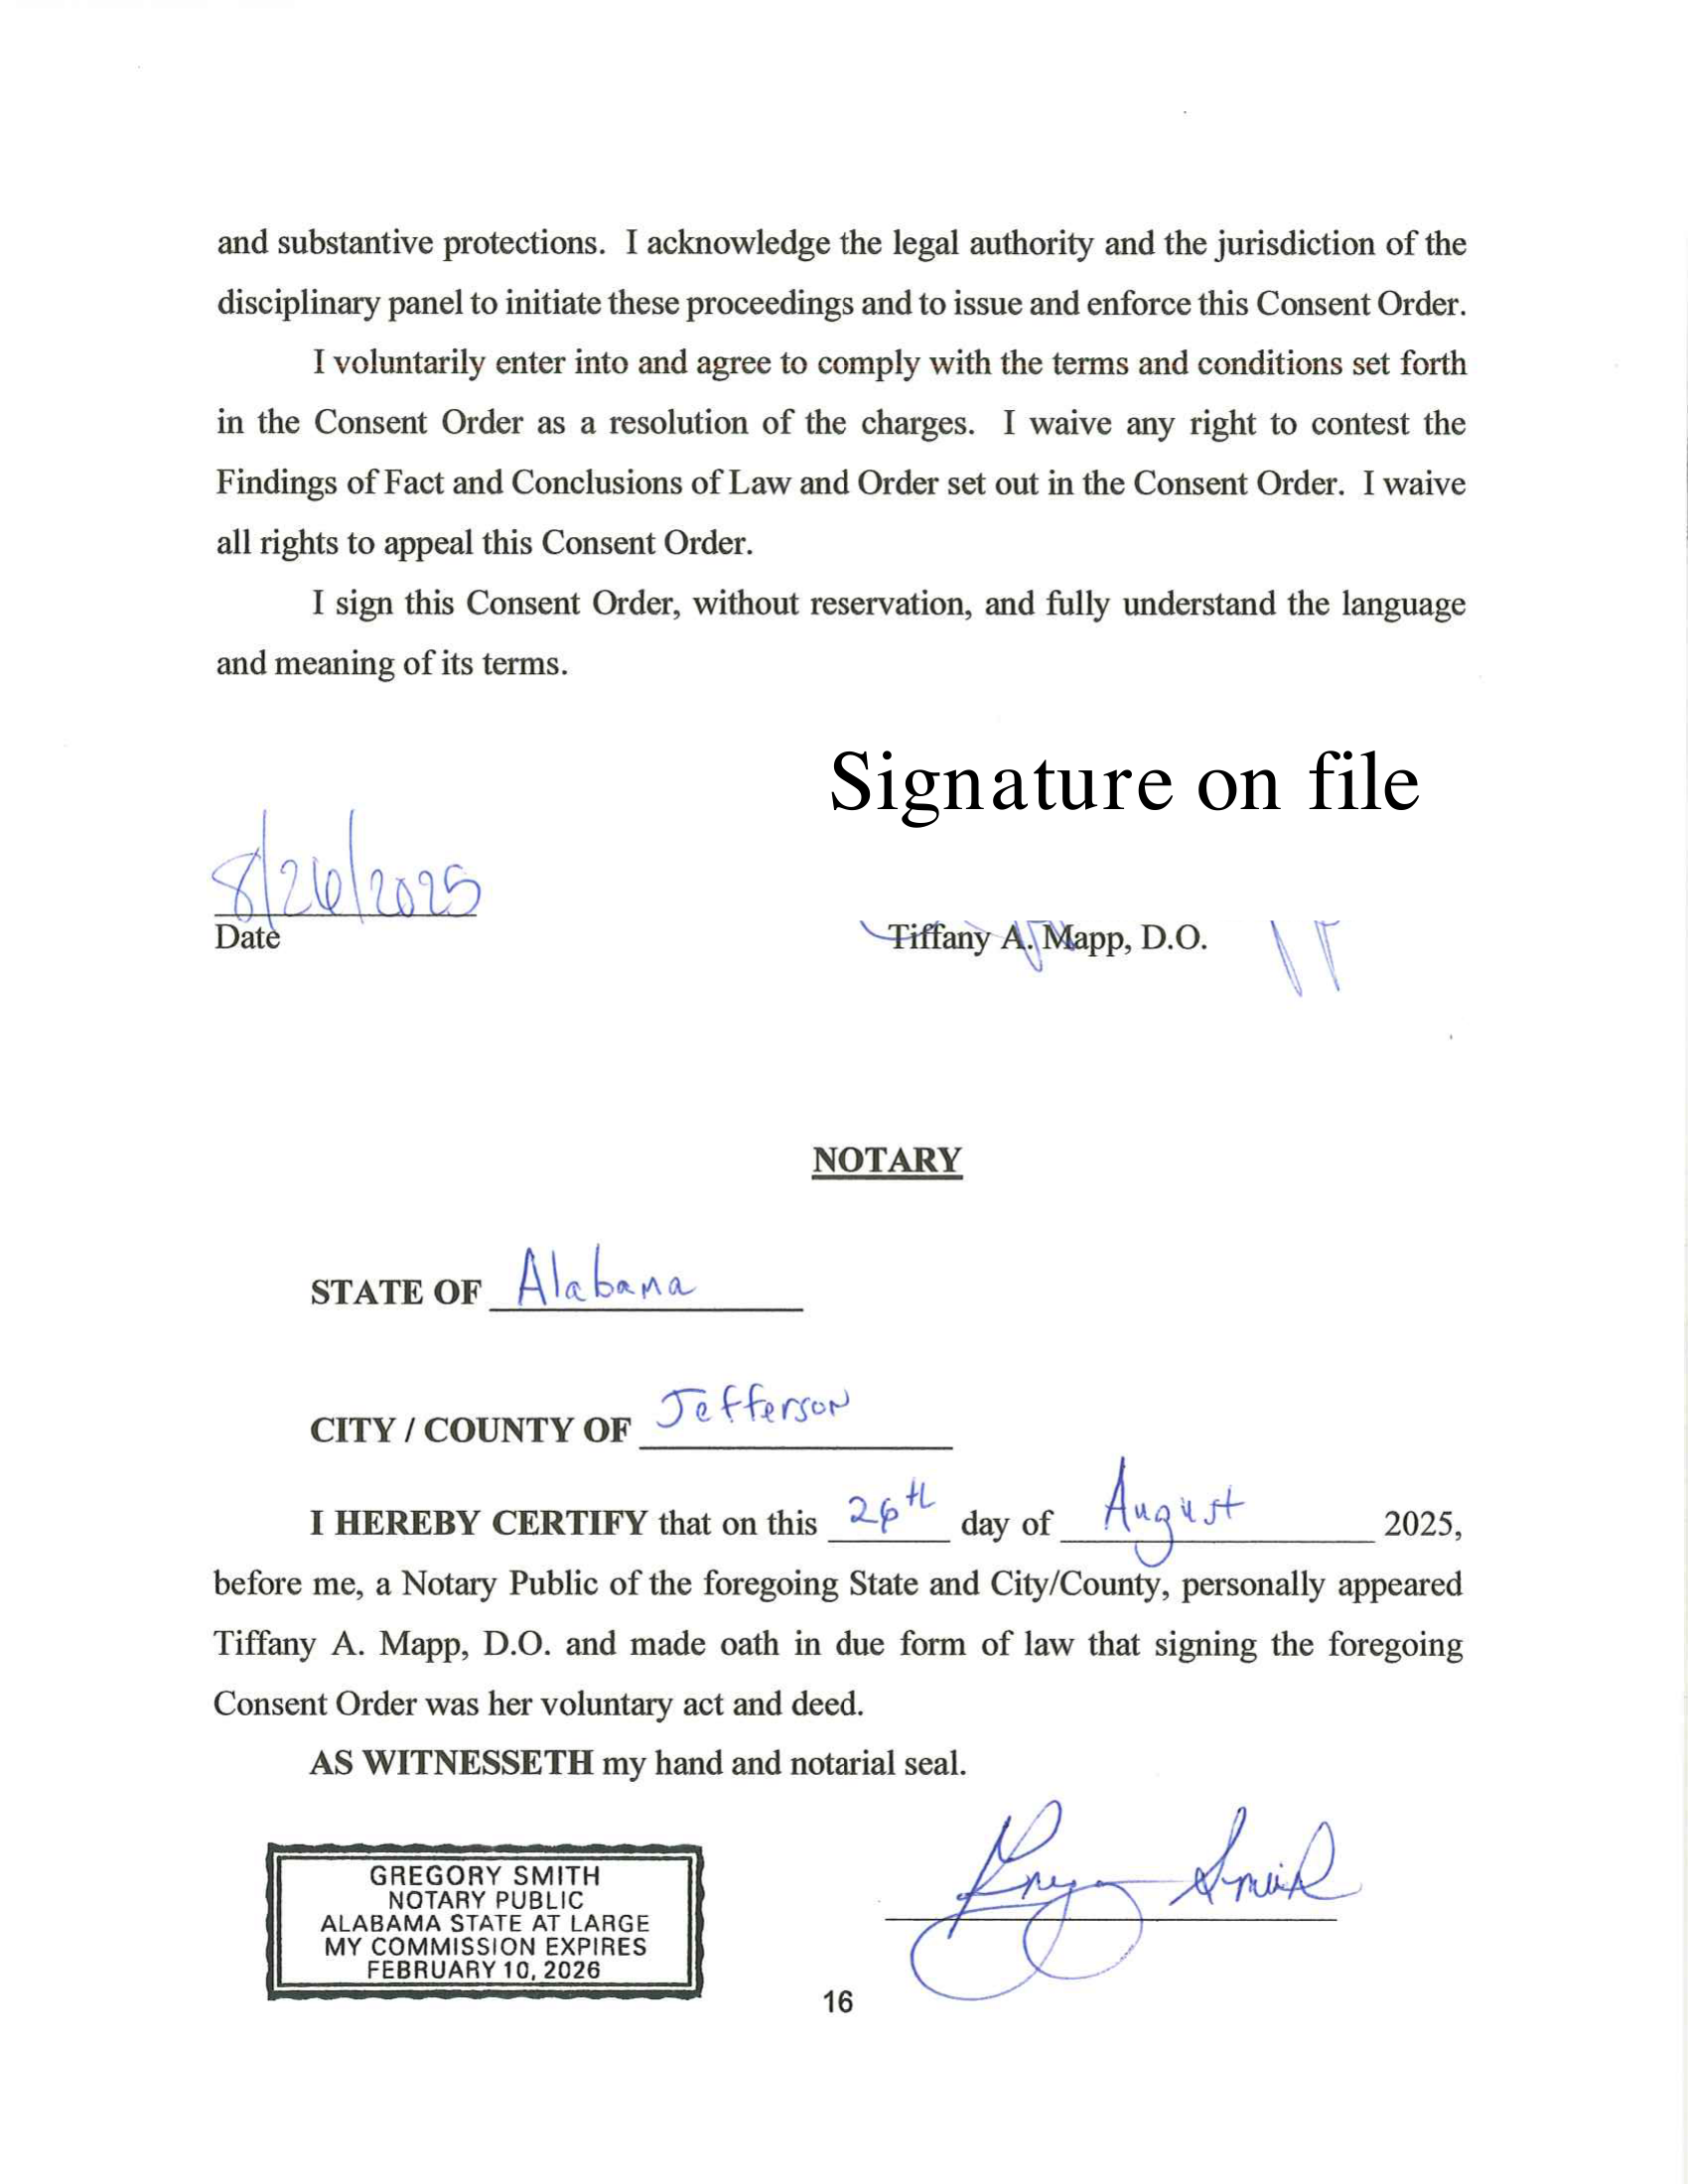 and substantive protections. I acknowledge the legal authority and the jurisdiction of the
disciplinary panel to initiate these proceedings and to issue and enforce this Consent Order.
I voluntarily enter into and agree to comply with the terms and conditions set forth
in the Consent Order as a resolution of the charges. I waive any right to contest the
Findings of Fact and Conclusions of Law and Order set out in the Consent Order. I waive
all rights to appeal this Consent Order.
I sign this Consent Order, without reservation, and fully understand the language
and meaning of its terms.
Signature on file
8/26/2025
Date
Tiffany A. Mapp, D.O.
NOTARY
STATE OF Alabama
CITY / COUNTY OF Jefferson
I HEREBY CERTIFY that on this 26th day of August 2025,
before me, a Notary Public of the foregoing State and City/County, personally appeared
Tiffany A. Mapp, D.O. and made oath in due form of law that signing the foregoing
Consent Order was her voluntary act and deed.
AS WITNESSETH my hand and notarial seal.
GREGORY SMITH
NOTARY PUBLIC
ALABAMA STATE AT LARGE
MY COMMISSION EXPIRES
FEBRUARY 10, 2026
Gregory Smith
16